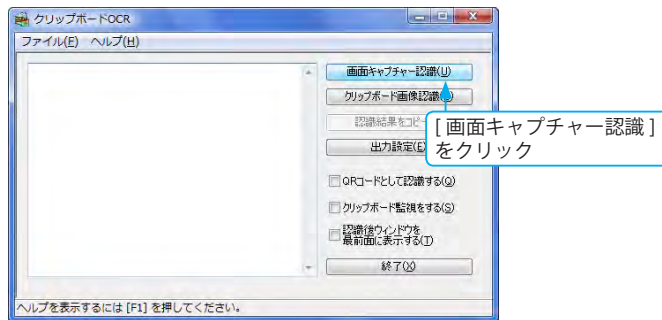 クリップボードOCR
ファイル(F) ヘルプ(H)
画面キャプチャー認識(U)
クリップボード画像認識
認識結果をコピー
出力設定(E)
[ 画面キャプチャー認識 ]
をクリック
QRコードとして認識する(Q)
クリップボード監視をする(S)
認識後ウィンドウを
最前面に表示する(T)
終了(X)
ヘルプを表示するには [F1] を押してください。